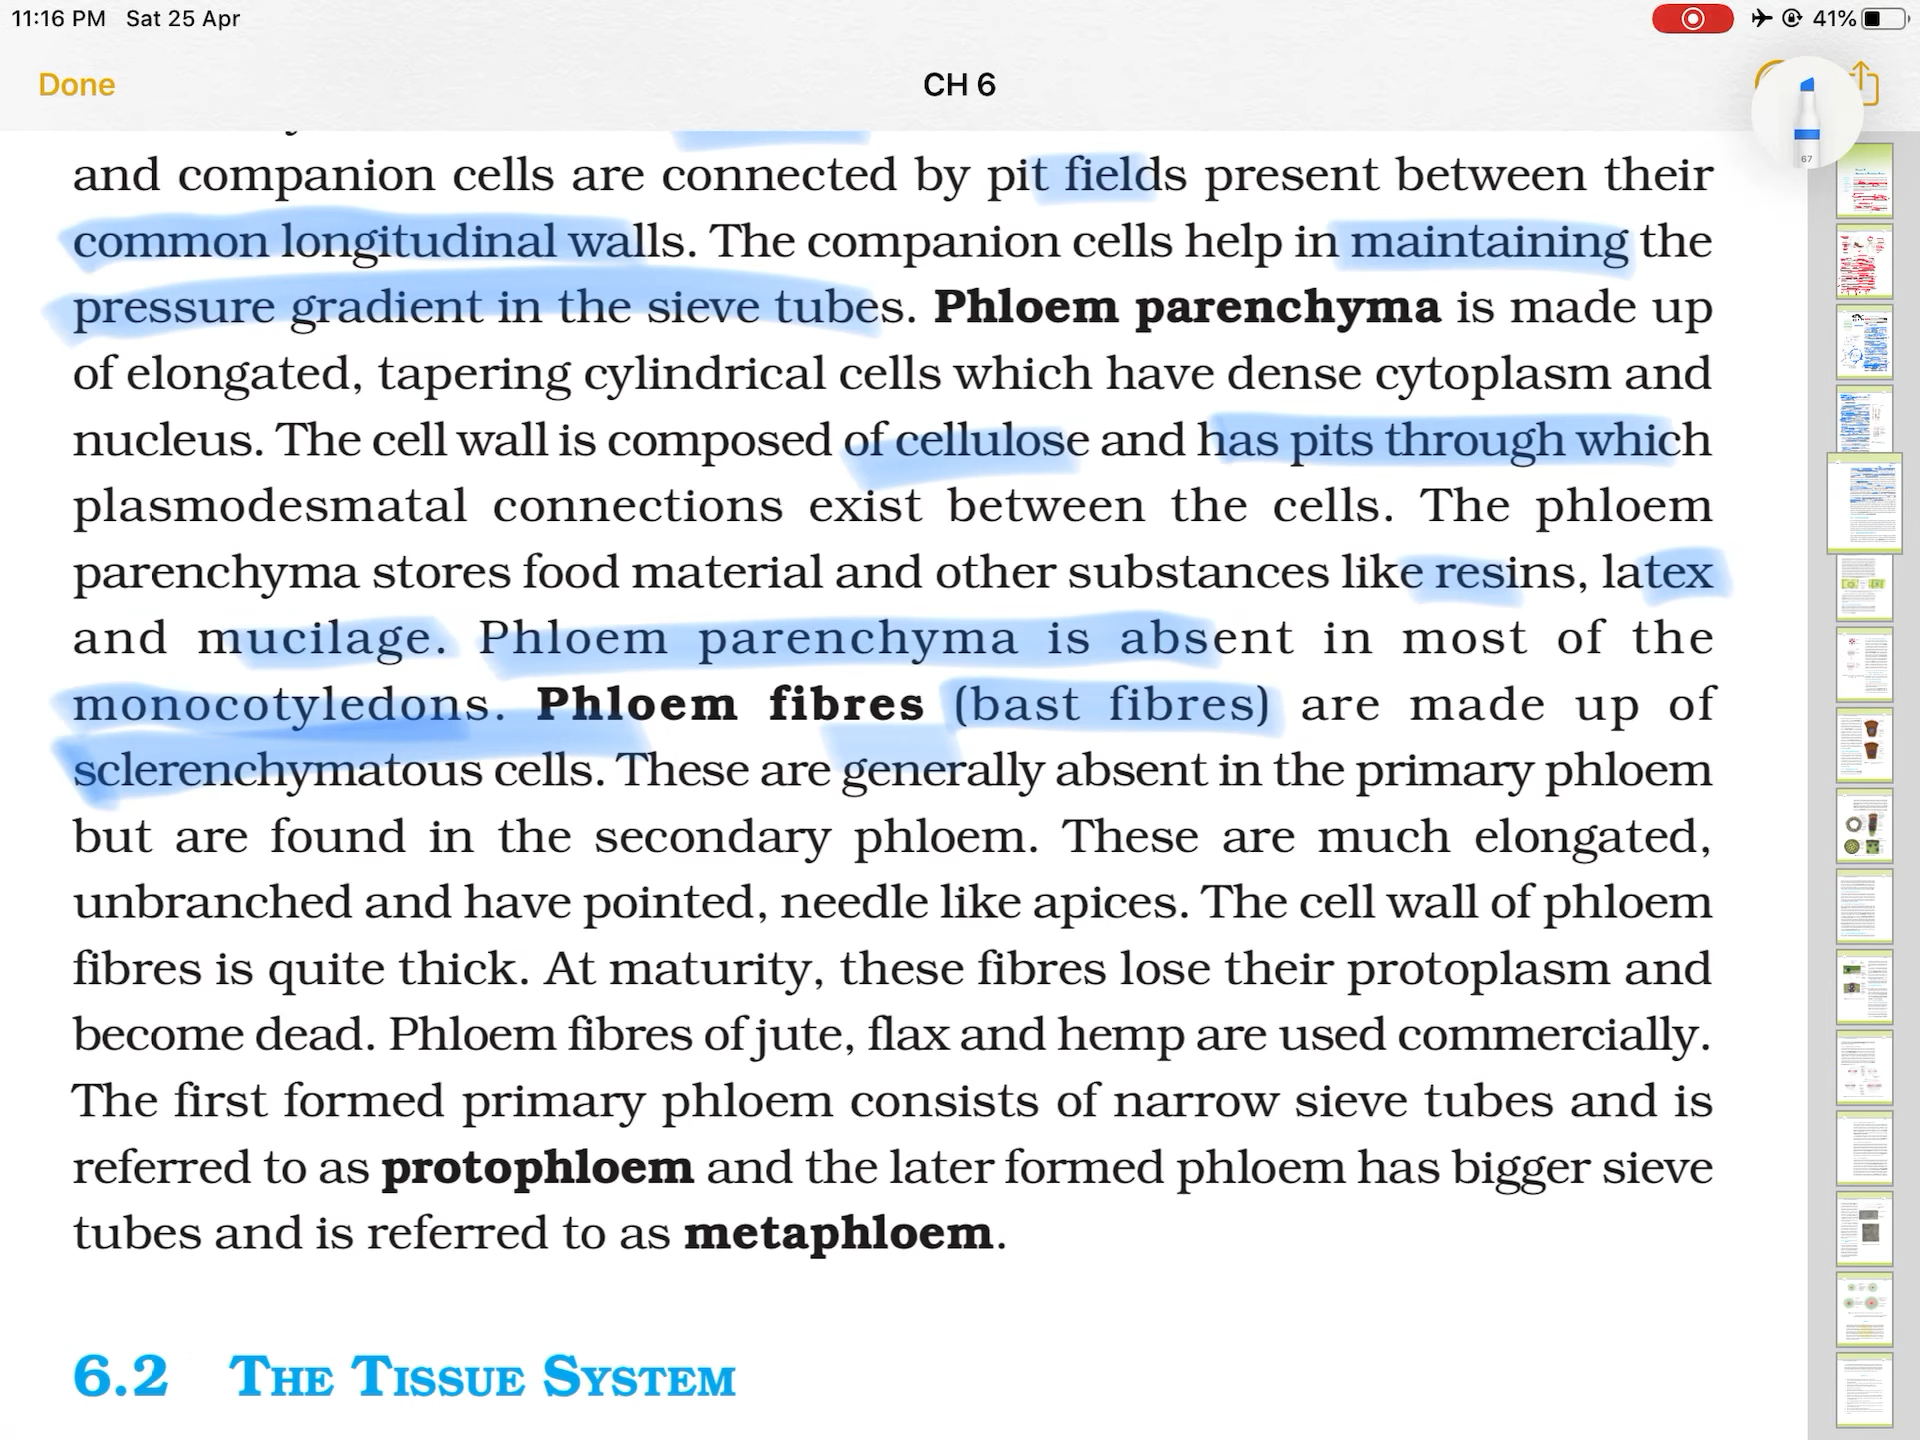 11:16 PM Sat 25 Apr
41%
Done
CH 6
67
and companion cells are connected by pit fields present between their
common longitudinal walls. The companion cells help in maintaining the
pressure gradient in the sieve tubes. Phloem parenchyma is made up
of elongated, tapering cylindrical cells which have dense cytoplasm and
nucleus. The cell wall is composed of cellulose and has pits through which
plasmodesmatal connections exist between the cells. The phloem
parenchyma stores food material and other substances like resins, latex
and mucilage. Phloem parenchyma is absent in most of the
monocotyledons. Phloem fibres (bast fibres) are made up of
sclerenchymatous cells. These are generally absent in the primary phloem
but are found in the secondary phloem. These are much elongated,
unbranched and have pointed, needle like apices. The cell wall of phloem
fibres is quite thick. At maturity, these fibres lose their protoplasm and
become dead. Phloem fibres of jute, flax and hemp are used commercially.
The first formed primary phloem consists of narrow sieve tubes and is
referred to as protophloem and the later formed phloem has bigger sieve
tubes and is referred to as metaphloem.
6.2 THE TISSUE SYSTEM